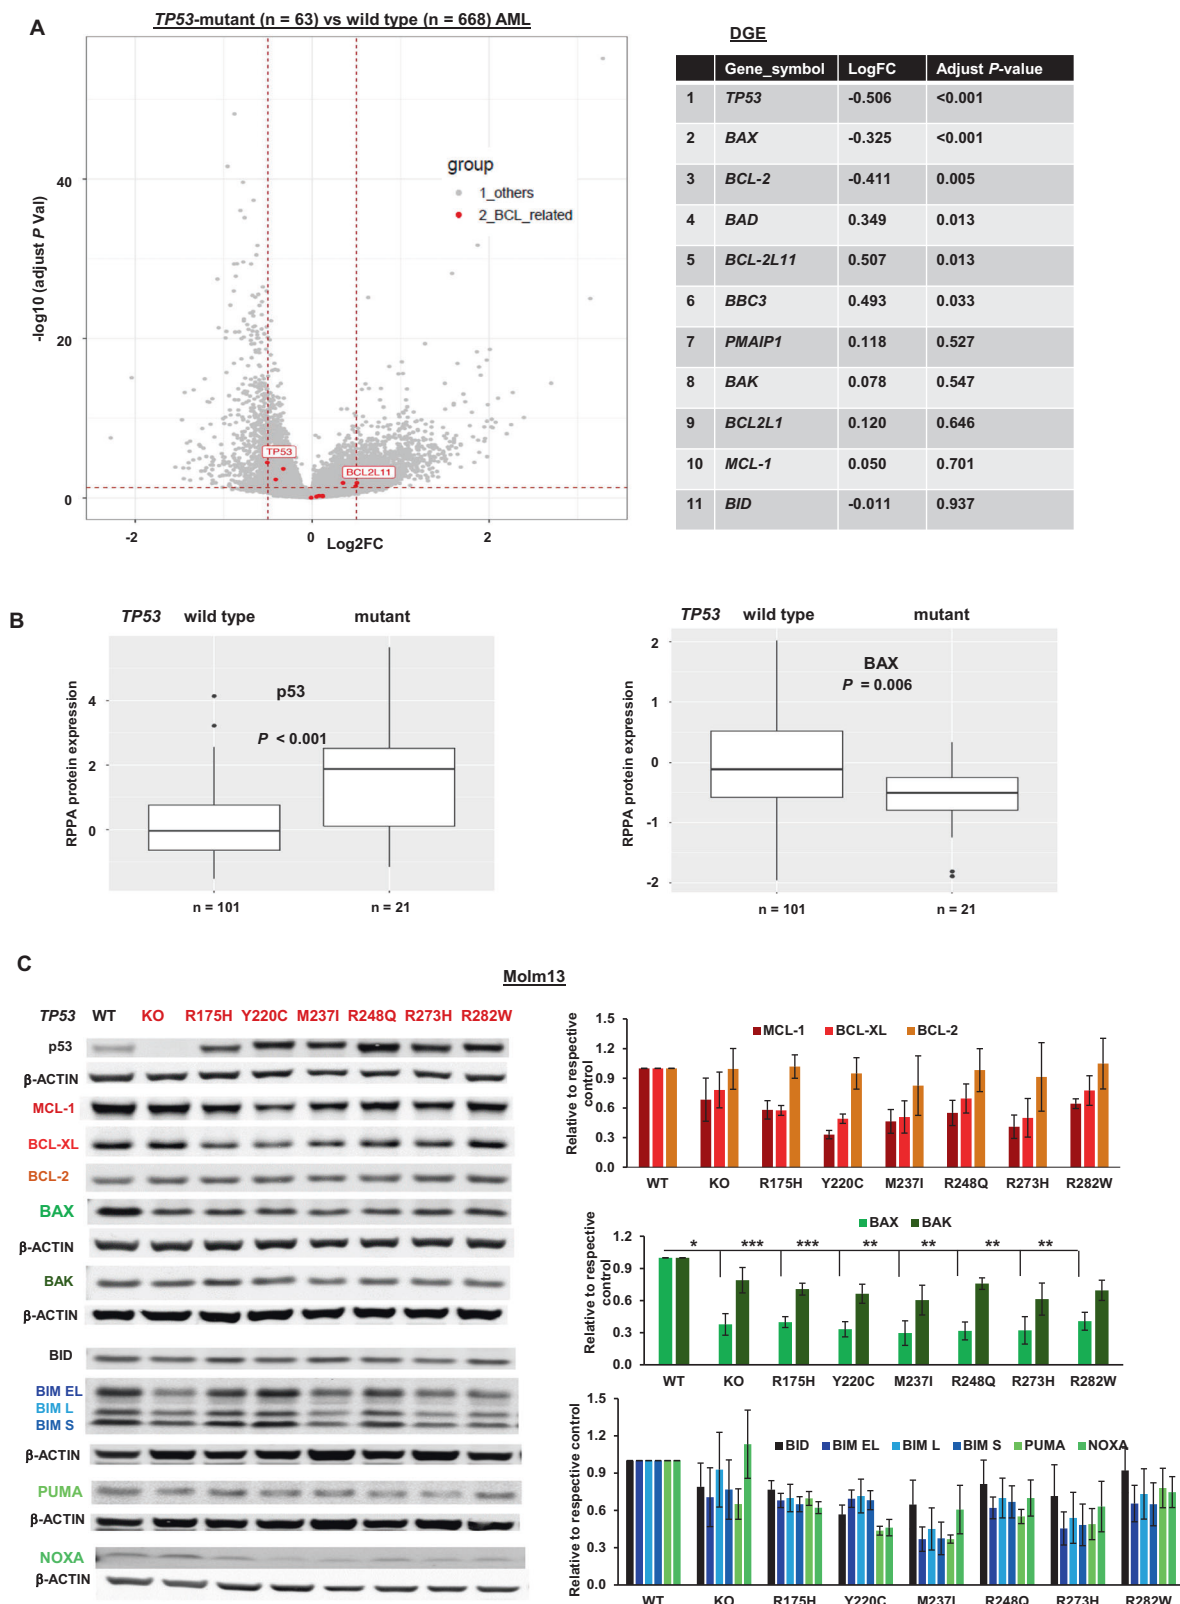 A
TP53-mutant (n = 63) vs wild type (n = 668) AML
-log10 (adjust P Val)
40
20
0
-2
0
2
Log2FC
group
1_others
2_BCL_related
TP53
BCL2L11
DGE
Gene_symbol LogFC Adjust P-value
1 TP53 -0.506 <0.001
2 BAX -0.325 <0.001
3 BCL-2 -0.411 0.005
4 BAD 0.349 0.013
5 BCL-2L11 0.507 0.013
6 BBC3 0.493 0.033
7 PMAIP1 0.118 0.527
8 BAK 0.078 0.547
9 BCL2L1 0.120 0.646
10 MCL-1 0.050 0.701
11 BID -0.011 0.937
B
TP53 wild type mutant
RPPA protein expression
4
2
0
p53
P < 0.001
n = 101 n = 21
TP53 wild type mutant
RPPA protein expression
2
1
0
-1
-2
BAX
P = 0.006
n = 101 n = 21
C
Molm13
TP53 WT KO R175H Y220C M237I R248Q R273H R282W
p53
β-ACTIN
MCL-1
BCL-XL
BCL-2
BAX
β-ACTIN
BAK
β-ACTIN
BID
BIM EL
BIM L
BIM S
β-ACTIN
PUMA
β-ACTIN
NOXA
β-ACTIN
Relative to respective
control
1.5
1.2
0.9
0.6
0.3
0.0
MCL-1 BCL-XL BCL-2
WT KO R175H Y220C M237I R248Q R273H R282W
Relative to respective
control
1.2
0.9
0.6
0.3
0.0
BAX BAK
* *** *** ** ** ** **
WT KO R175H Y220C M237I R248Q R273H R282W
Relative to respective control
1.5
1.2
0.9
0.6
0.3
0.0
BID BIM EL BIM L BIM S PUMA NOXA
WT KO R175H Y220C M237I R248Q R273H R282W